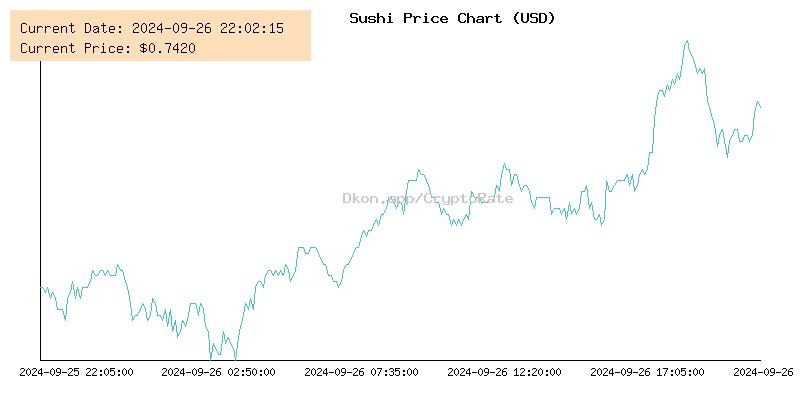 Sushi Price Chart (USD)
Current Date: 2024-09-26 22:02:15
Current Price: $0.7420
Dkon.app/CryptoRate
2024-09-25 22:05:00 2024-09-26 02:50:00 2024-09-26 07:35:00 2024-09-26 12:20:00 2024-09-26 17:05:00 2024-09-26